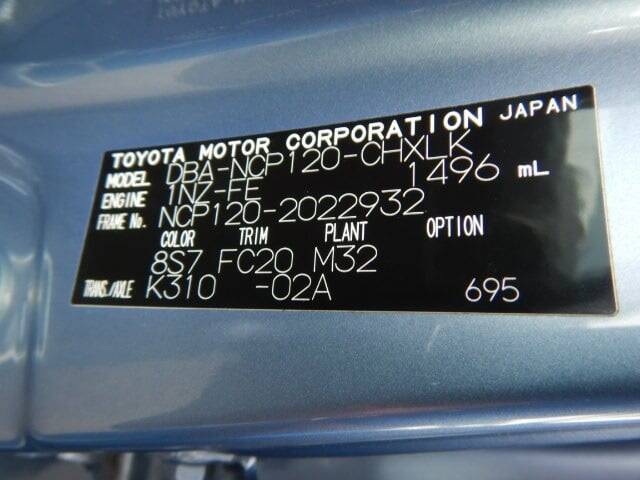 TOYOTA MOTOR CORPORATION JAPAN
MODEL DBA-NCP120-CHXLK
ENGINE 1NZ-FE 1496 mL
FRAME No. NCP120-2022932
COLOR TRIM PLANT OPTION
8S7 FC20 M32
TRANS./AXLE K310 -02A 695